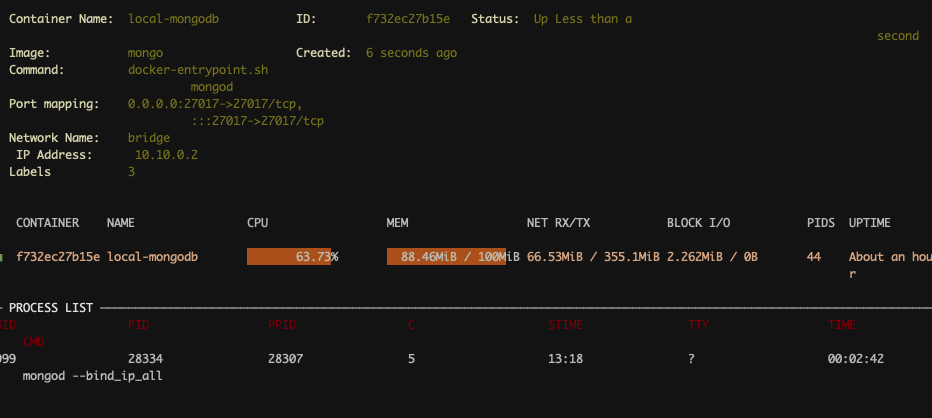 Container Name: local-mongodb ID: f732ec27b15e Status: Up Less than a
second
Image: mongo Created: 6 seconds ago
Command: docker-entrypoint.sh
mongod
Port mapping: 0.0.0.0:27017->27017/tcp,
:::27017->27017/tcp
Network Name: bridge
IP Address: 10.10.0.2
Labels 3
CONTAINER NAME CPU MEM NET RX/TX BLOCK I/O PIDS UPTIME
f732ec27b15e local-mongodb 63.73% 88.46MiB / 100MiB 66.53MiB / 355.1MiB 2.262MiB / 0B 44 About an hou
r
PROCESS LIST
PID PPID C STIME TTY TIME
CMD
999 28334 28307 5 13:18 ? 00:02:42
mongod --bind_ip_all